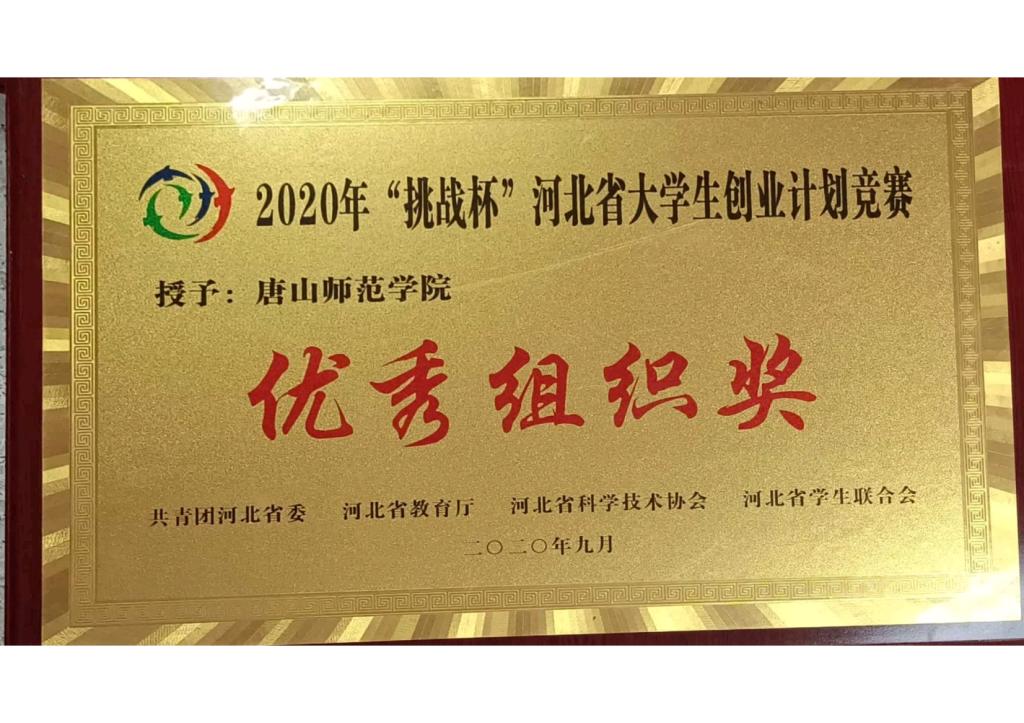 2020年“挑战杯”河北省大学生创业计划竞赛
授予：唐山师范学院
优秀组织奖
共青团河北省委 河北省教育厅 河北省科学技术协会 河北省学生联合会
二〇二〇年九月